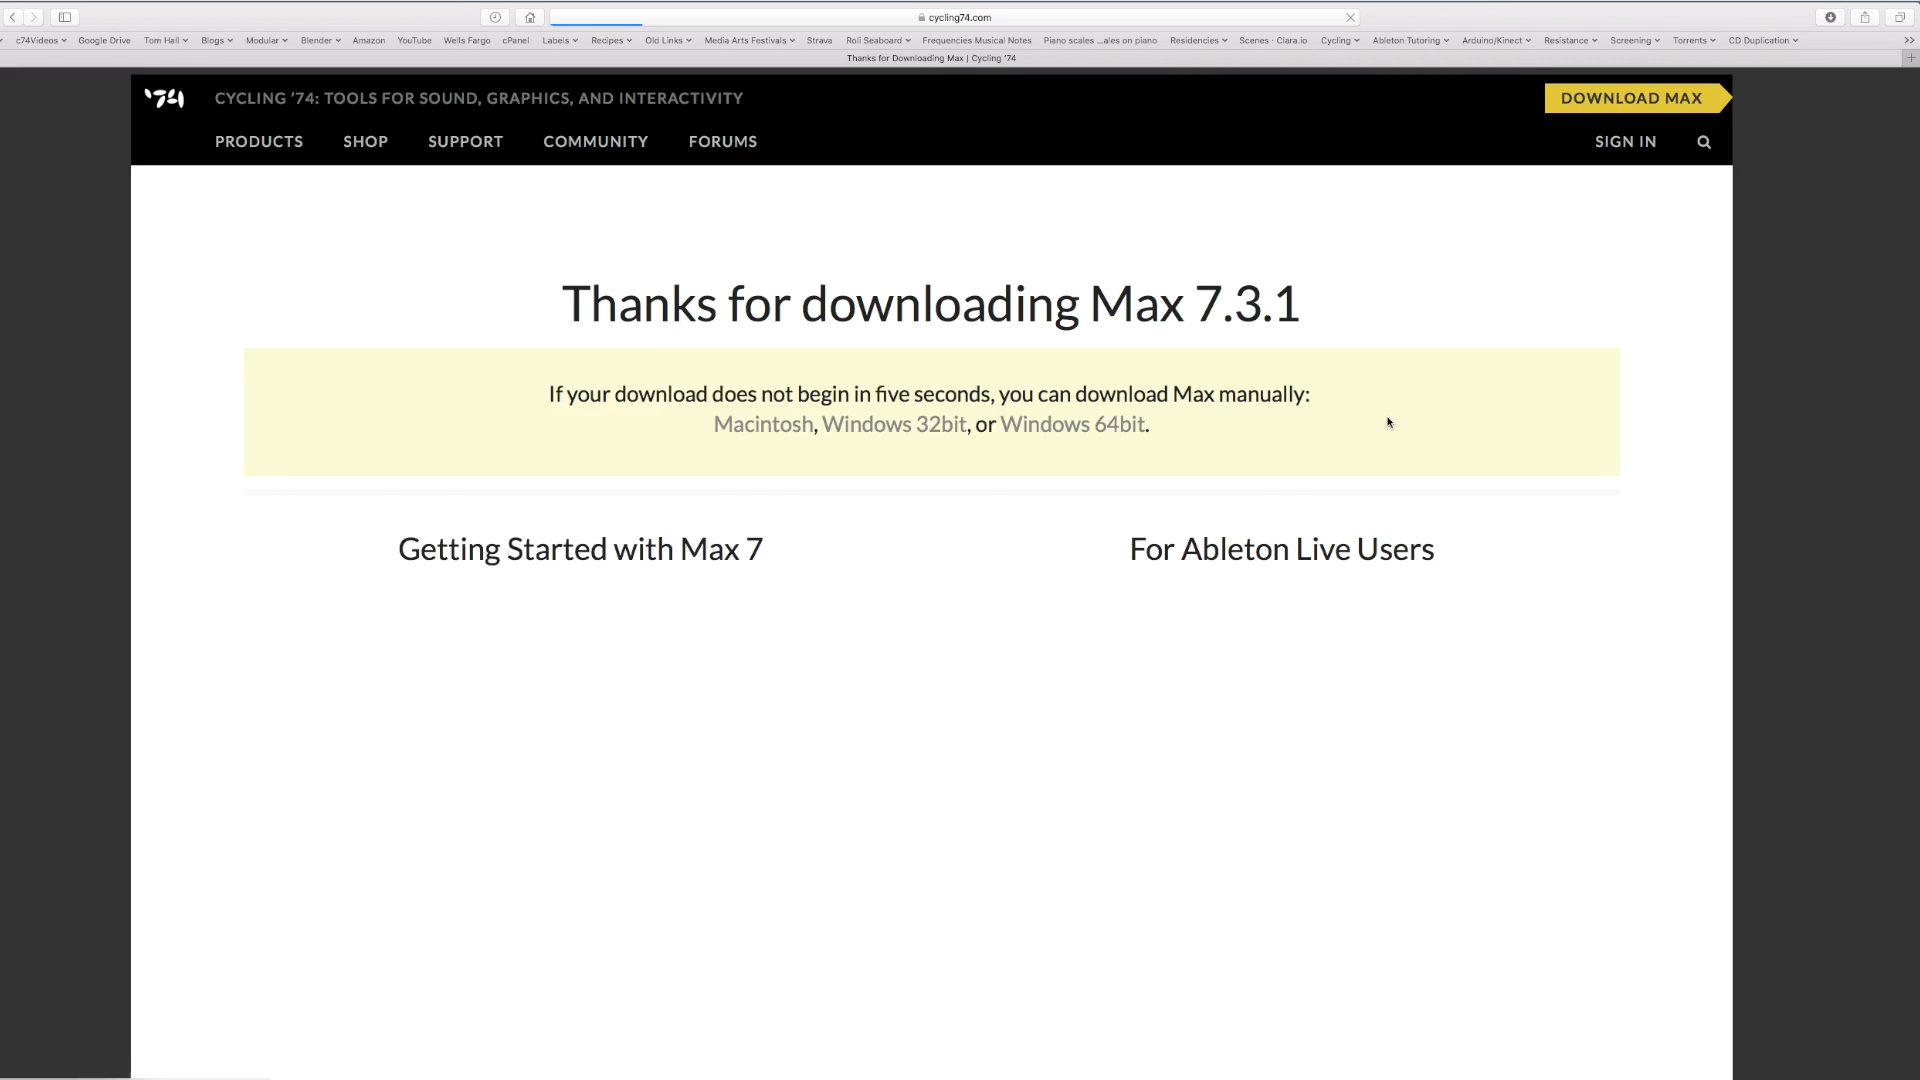 cycling74.com
c74Videos Google Drive Tom Hall Blogs Modular Blender Amazon YouTube Wells Fargo cPanel Labels Recipes Old Links Media Arts Festivals Strava Roli Seaboard Frequencies Musical Notes Piano scales ...ales on piano Residencies Scenes · Clara.io Cycling Ableton Tutoring Arduino/Kinect Resistance Screening Torrents CD Duplication
Thanks for Downloading Max | Cycling '74
'74 CYCLING '74: TOOLS FOR SOUND, GRAPHICS, AND INTERACTIVITY DOWNLOAD MAX
PRODUCTS SHOP SUPPORT COMMUNITY FORUMS SIGN IN
Thanks for downloading Max 7.3.1
If your download does not begin in five seconds, you can download Max manually:
Macintosh, Windows 32bit, or Windows 64bit.
Getting Started with Max 7
For Ableton Live Users